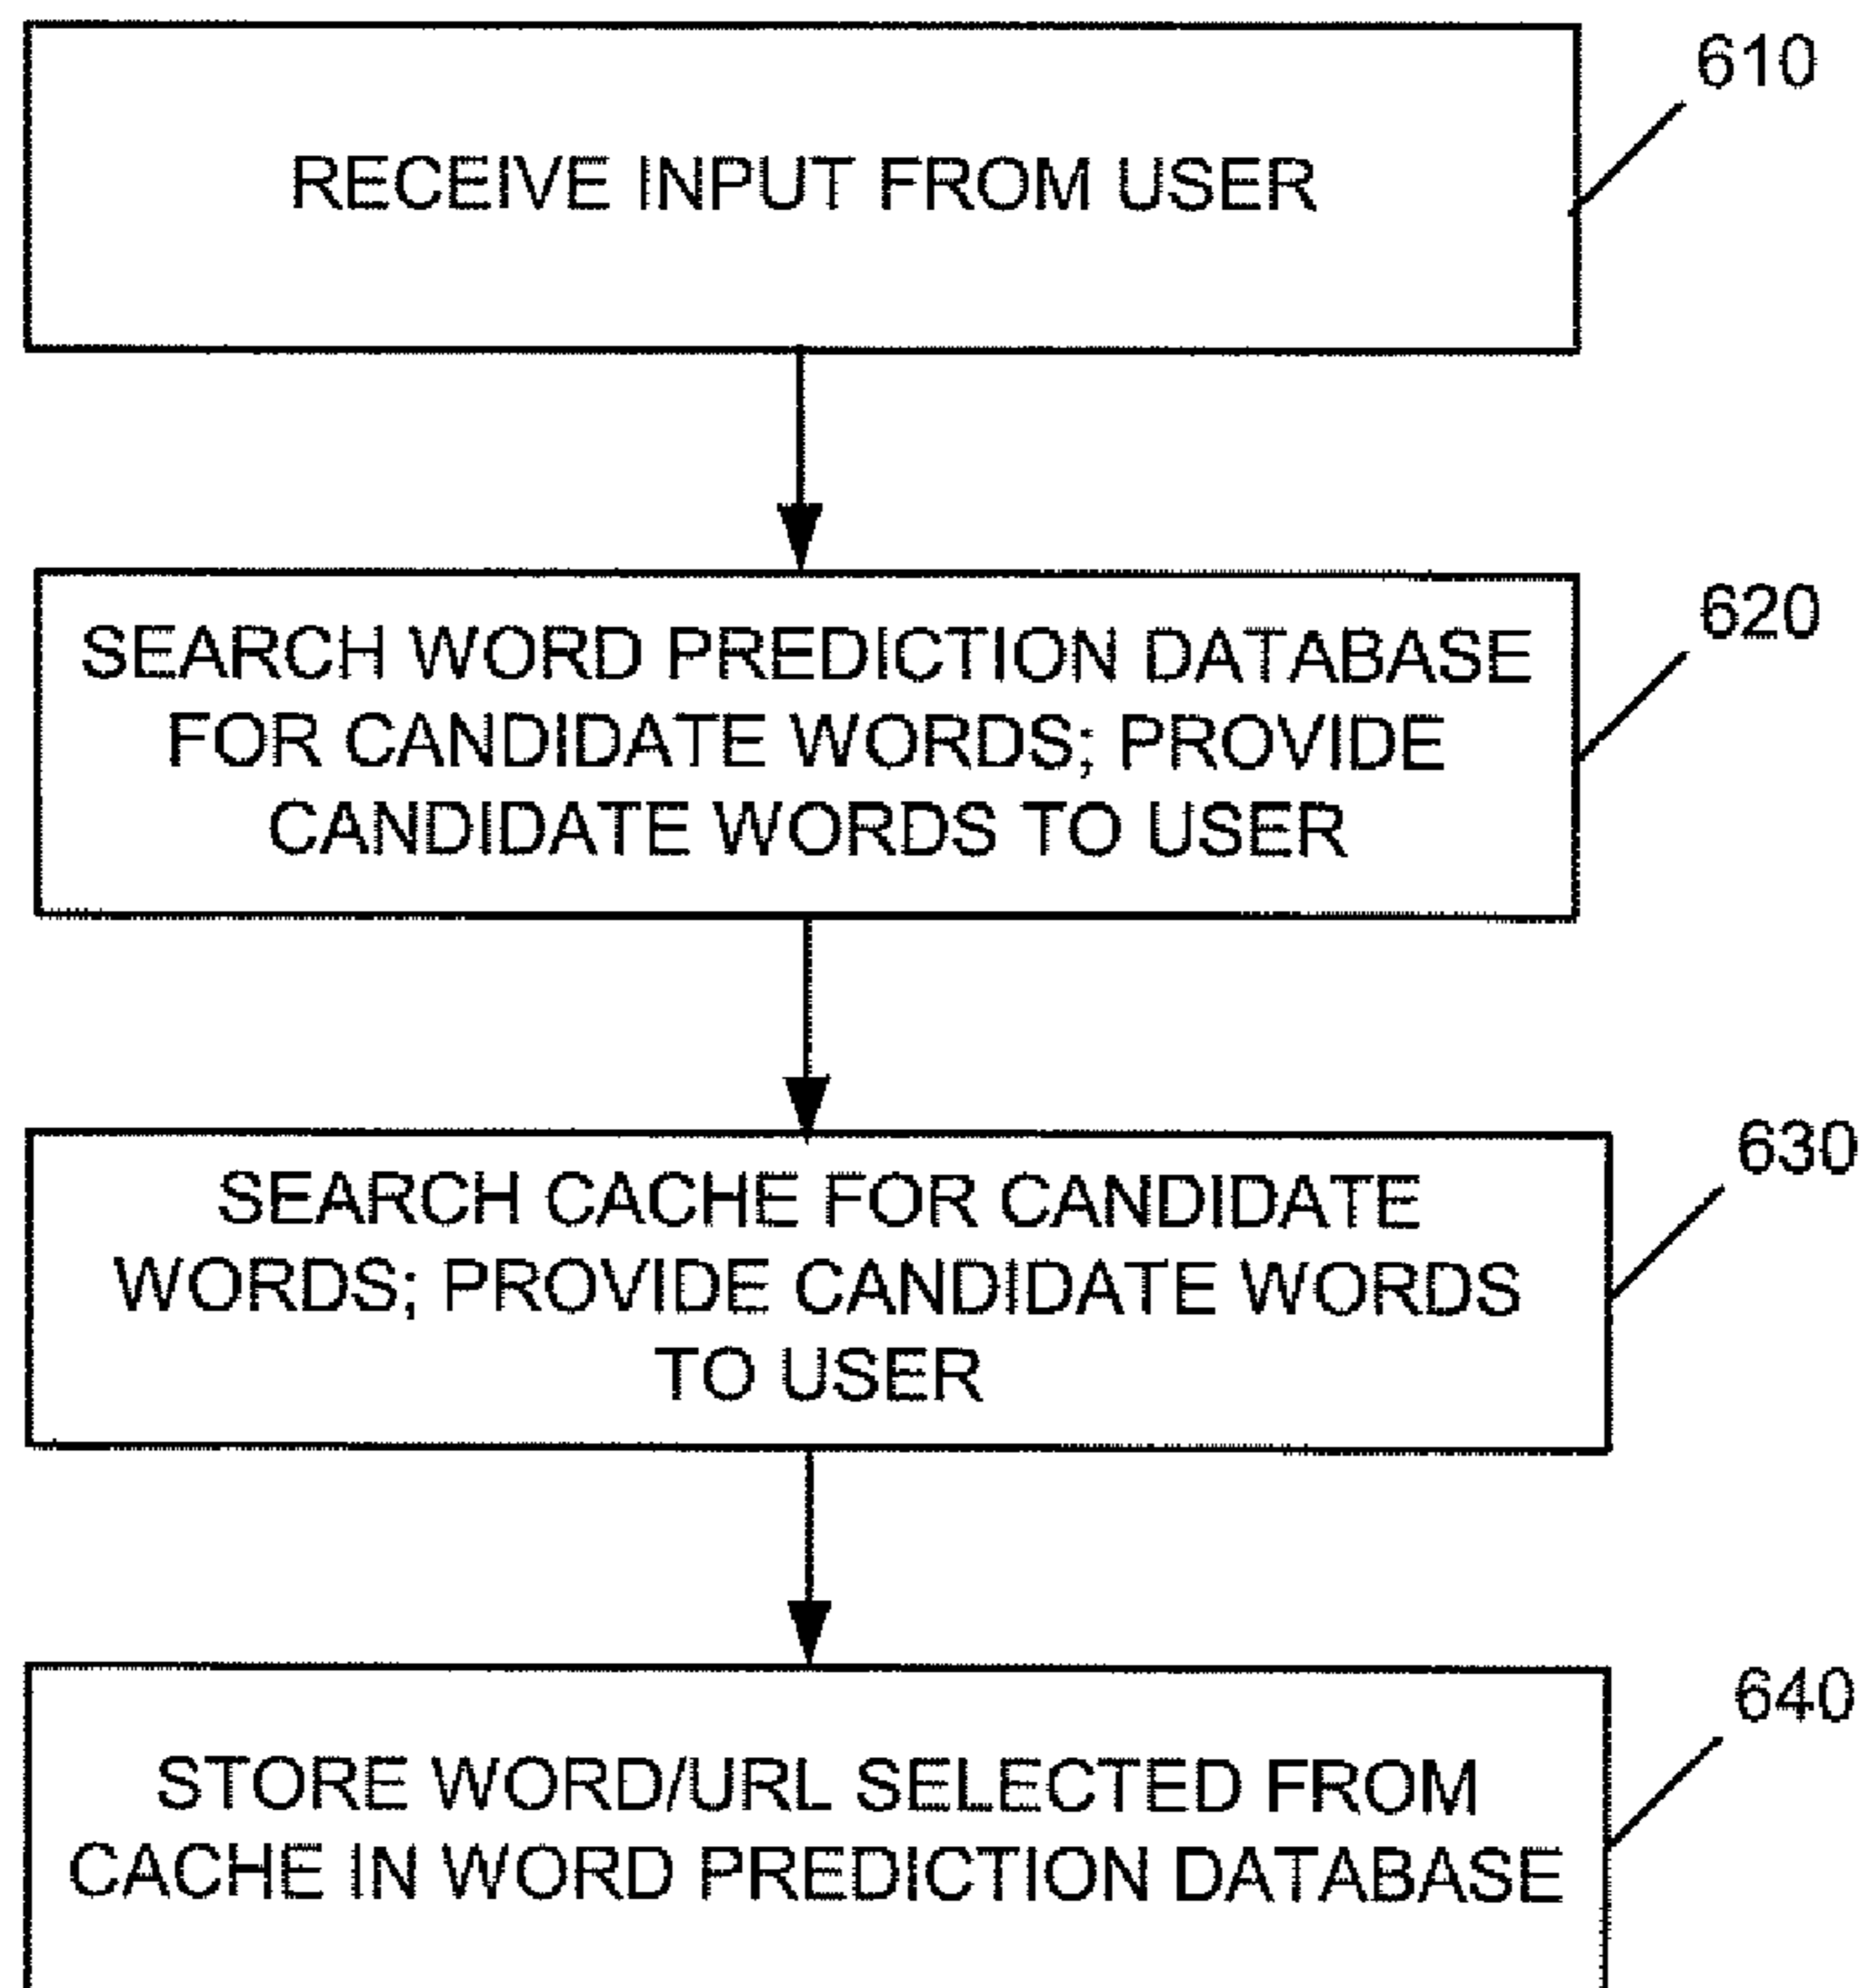 RECEIVE INPUT FROM USER
610
SEARCH WORD PREDICTION DATABASE
FOR CANDIDATE WORDS; PROVIDE
CANDIDATE WORDS TO USER
620
SEARCH CACHE FOR CANDIDATE
WORDS; PROVIDE CANDIDATE WORDS
TO USER
630
STORE WORD/URL SELECTED FROM
CACHE IN WORD PREDICTION DATABASE
640